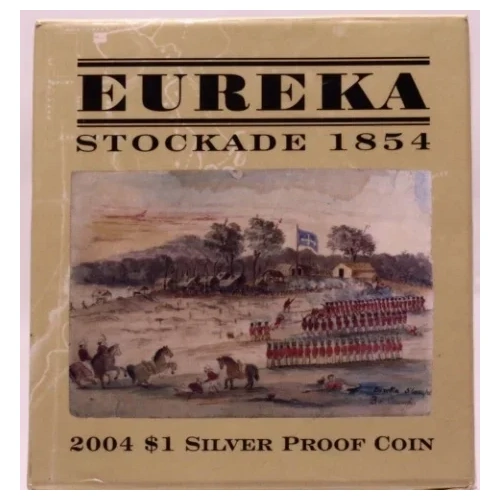 EUREKA
STOCKADE 1854
2004 $1 SILVER PROOF COIN